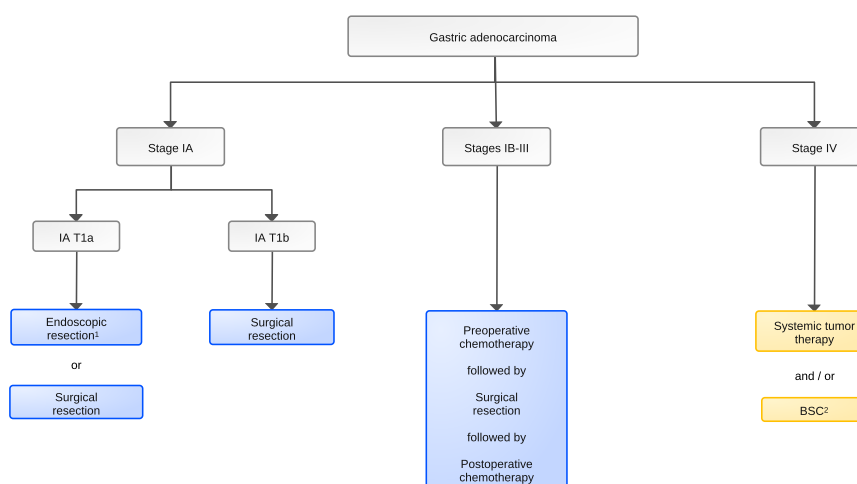 Gastric adenocarcinoma
Stage IA
Stages IB-III
Stage IV
IA T1a
IA T1b
Endoscopic
resection¹
or
Surgical
resection
Surgical
resection
Preoperative
chemotherapy
followed by
Surgical
resection
followed by
Postoperative
chemotherapy
Systemic tumor
therapy
and / or
BSC²